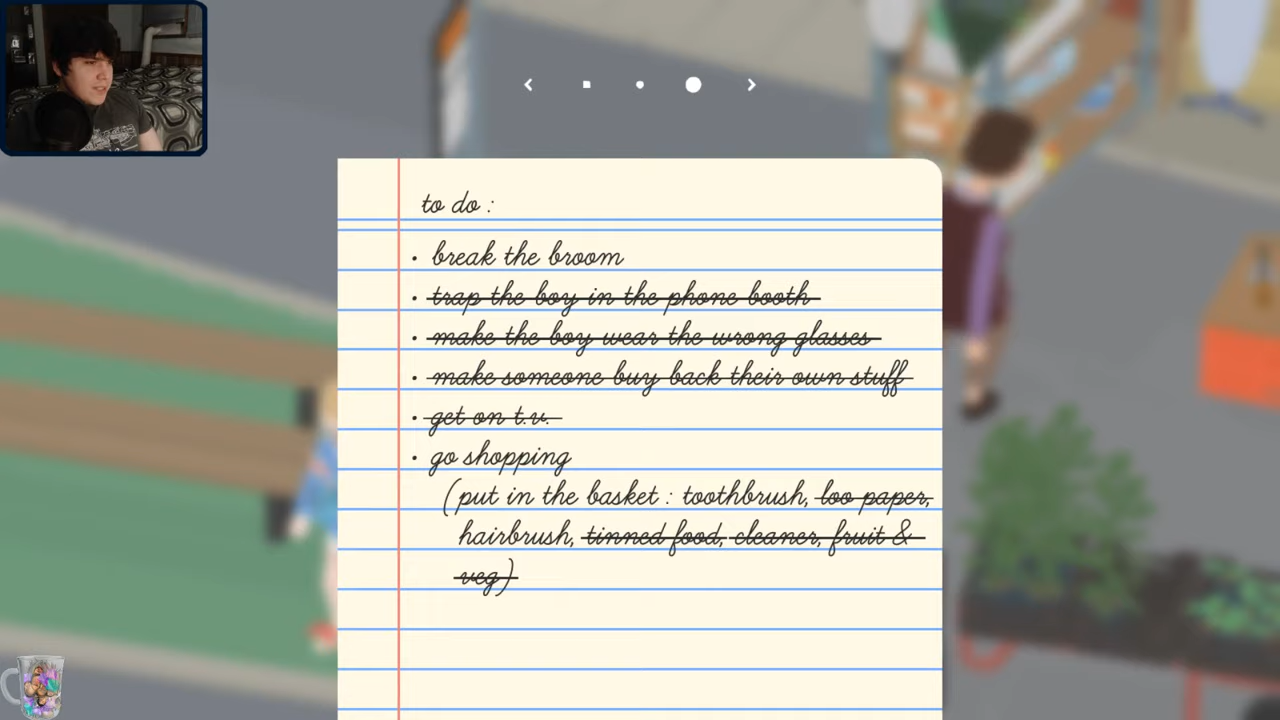 to do :
• break the broom
• trap the boy in the phone booth
• make the boy wear the wrong glasses
• make someone buy back their own stuff
• get on t.v.
• go shopping
(put in the basket : toothbrush, loo paper,
hairbrush, tinned food, cleaner, fruit &
veg)